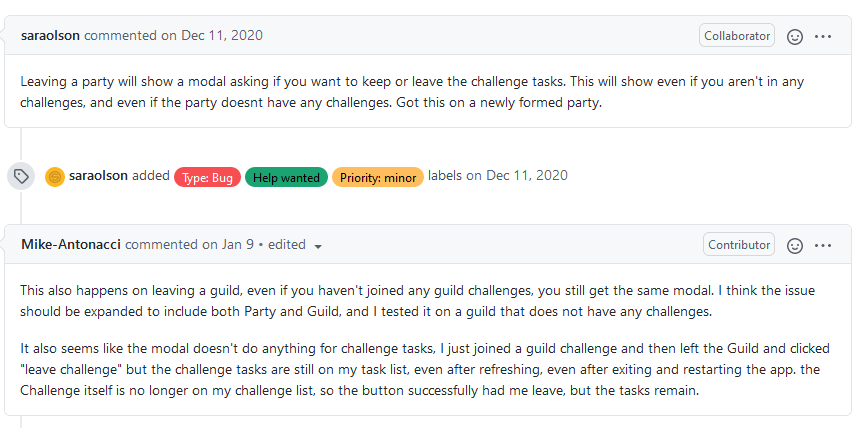 saraolson commented on Dec 11, 2020 Collaborator
Leaving a party will show a modal asking if you want to keep or leave the challenge tasks. This will show even if you aren't in any
challenges, and even if the party doesnt have any challenges. Got this on a newly formed party.
saraolson added Type: Bug Help wanted Priority: minor labels on Dec 11, 2020
Mike-Antonacci commented on Jan 9 • edited Contributor
This also happens on leaving a guild, even if you haven't joined any guild challenges, you still get the same modal. I think the issue
should be expanded to include both Party and Guild, and I tested it on a guild that does not have any challenges.
It also seems like the modal doesn't do anything for challenge tasks, I just joined a guild challenge and then left the Guild and clicked
"leave challenge" but the challenge tasks are still on my task list, even after refreshing, even after exiting and restarting the app. the
Challenge itself is no longer on my challenge list, so the button successfully had me leave, but the tasks remain.